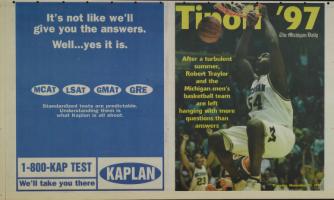 It's not like we'll
give you the answers.
Well...yes it is.
MCAT LSAT GMAT GRE
Standardized tests are predictable.
Understanding them is
what Kaplan is all about.
1-800-KAP TEST
We'll take you there
KAPLAN
Tipoff '97
The Michigan Daily
After a turbulent
summer,
Robert Traylor
and the
Michigan men's
basketball team
are left
hanging with more
questions than
answers
54
23